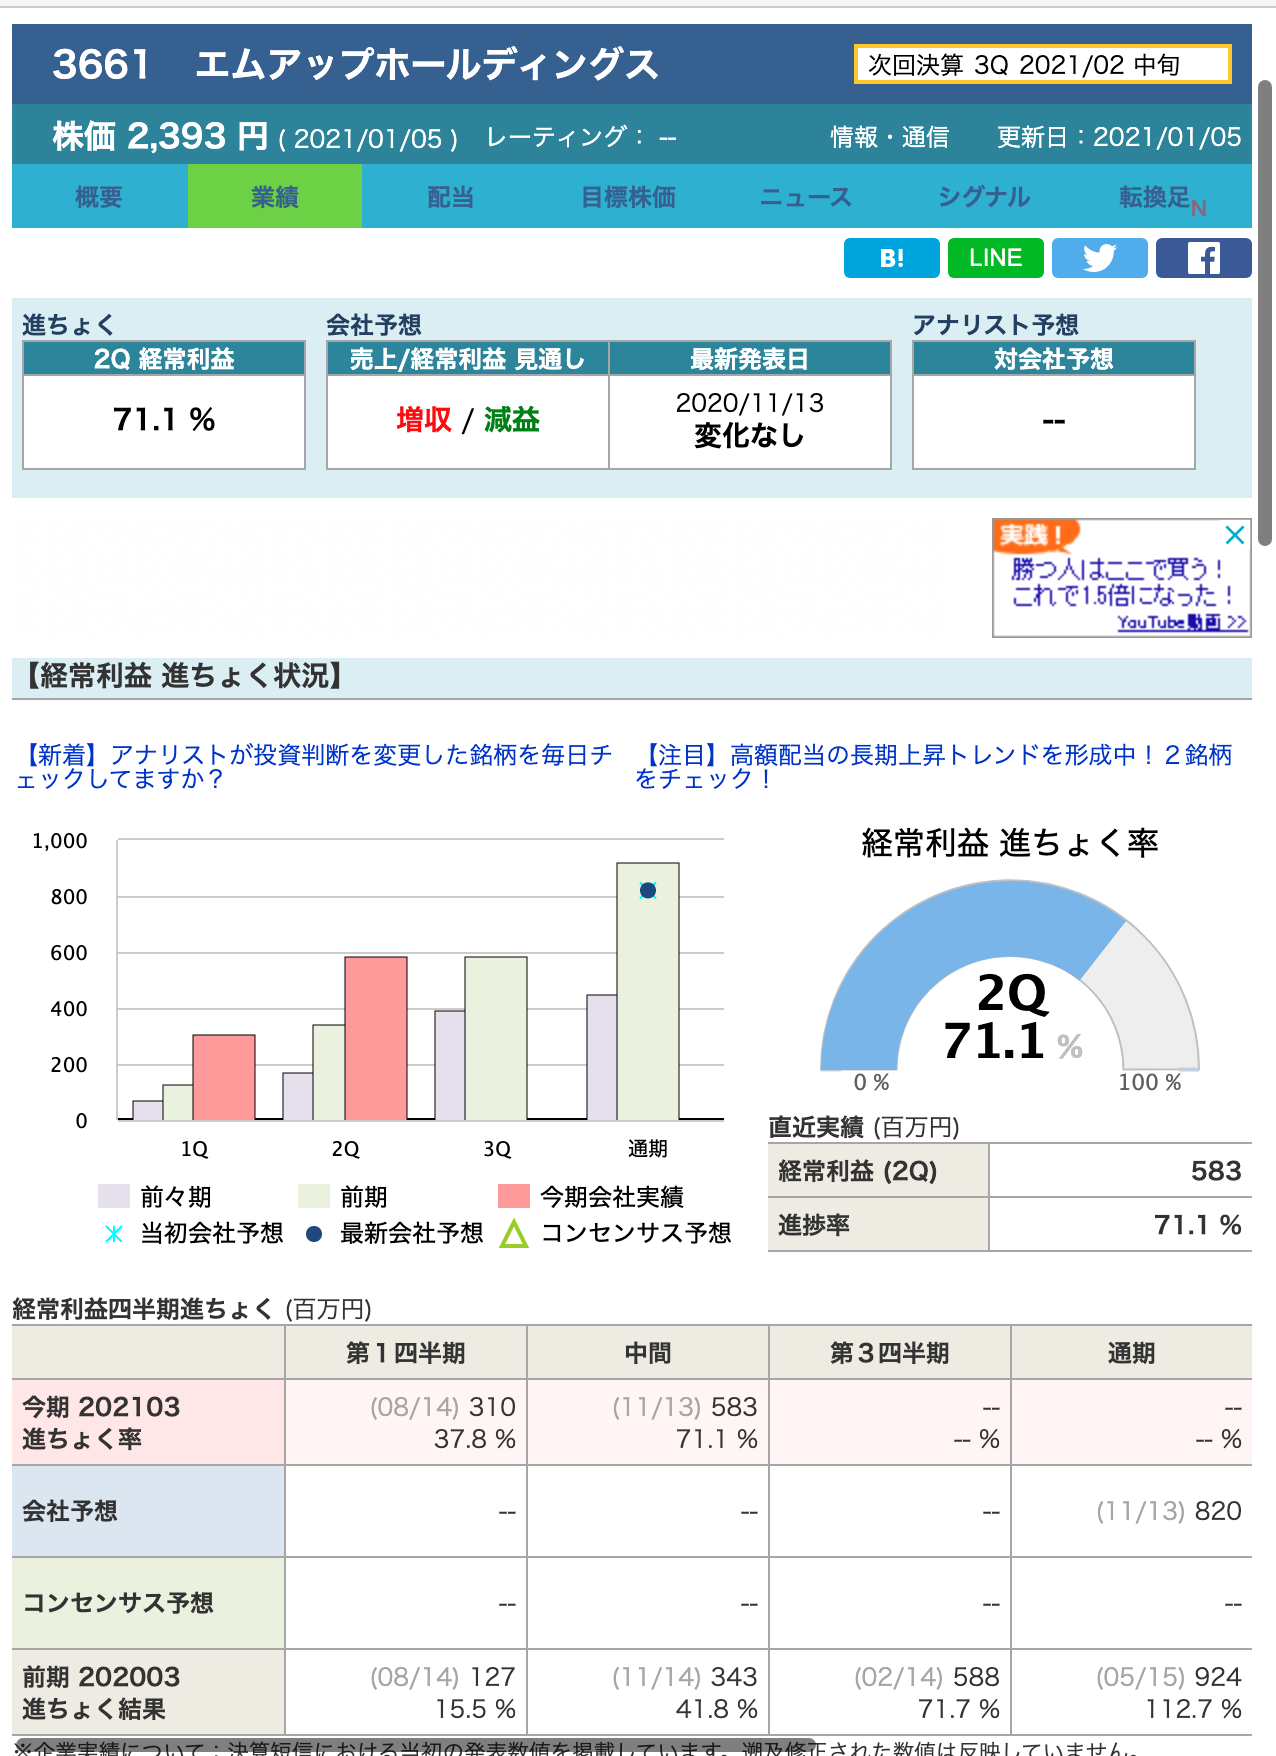 3661　エムアップホールディングス
次回決算 3Q 2021/02 中旬
株価 2,393 円 ( 2021/01/05 )　レーティング： --　情報・通信　更新日：2021/01/05
概要　業績　配当　目標株価　ニュース　シグナル　転換足N
B!　LINE
進ちょく　会社予想　アナリスト予想
2Q 経常利益　売上/経常利益 見通し　最新発表日　対会社予想
71.1 %　増収 / 減益　2020/11/13　--
変化なし
実践！
勝つ人はここで買う！
これで1.5倍になった！
YouTube動画 >>
【経常利益 進ちょく状況】
【新着】アナリストが投資判断を変更した銘柄を毎日チ
ェックしてますか？
【注目】高額配当の長期上昇トレンドを形成中！２銘柄
をチェック！
1,000
800
600
400
200
0
1Q　2Q　3Q　通期
前々期　前期　今期会社実績
当初会社予想　最新会社予想　コンセンサス予想
経常利益 進ちょく率
2Q
71.1 %
0 %　100 %
直近実績 (百万円)
経常利益 (2Q)　583
進捗率　71.1 %
経常利益四半期進ちょく (百万円)
第１四半期　中間　第３四半期　通期
今期 202103　(08/14) 310　(11/13) 583　--　--
進ちょく率　37.8 %　71.1 %　-- %　-- %
会社予想　--　--　--　(11/13) 820
コンセンサス予想　--　--　--　--
前期 202003　(08/14) 127　(11/14) 343　(02/14) 588　(05/15) 924
進ちょく結果　15.5 %　41.8 %　71.7 %　112.7 %
※企業実績について：決算短信における当初の発表数値を掲載しています。遡及修正された数値は反映していません。